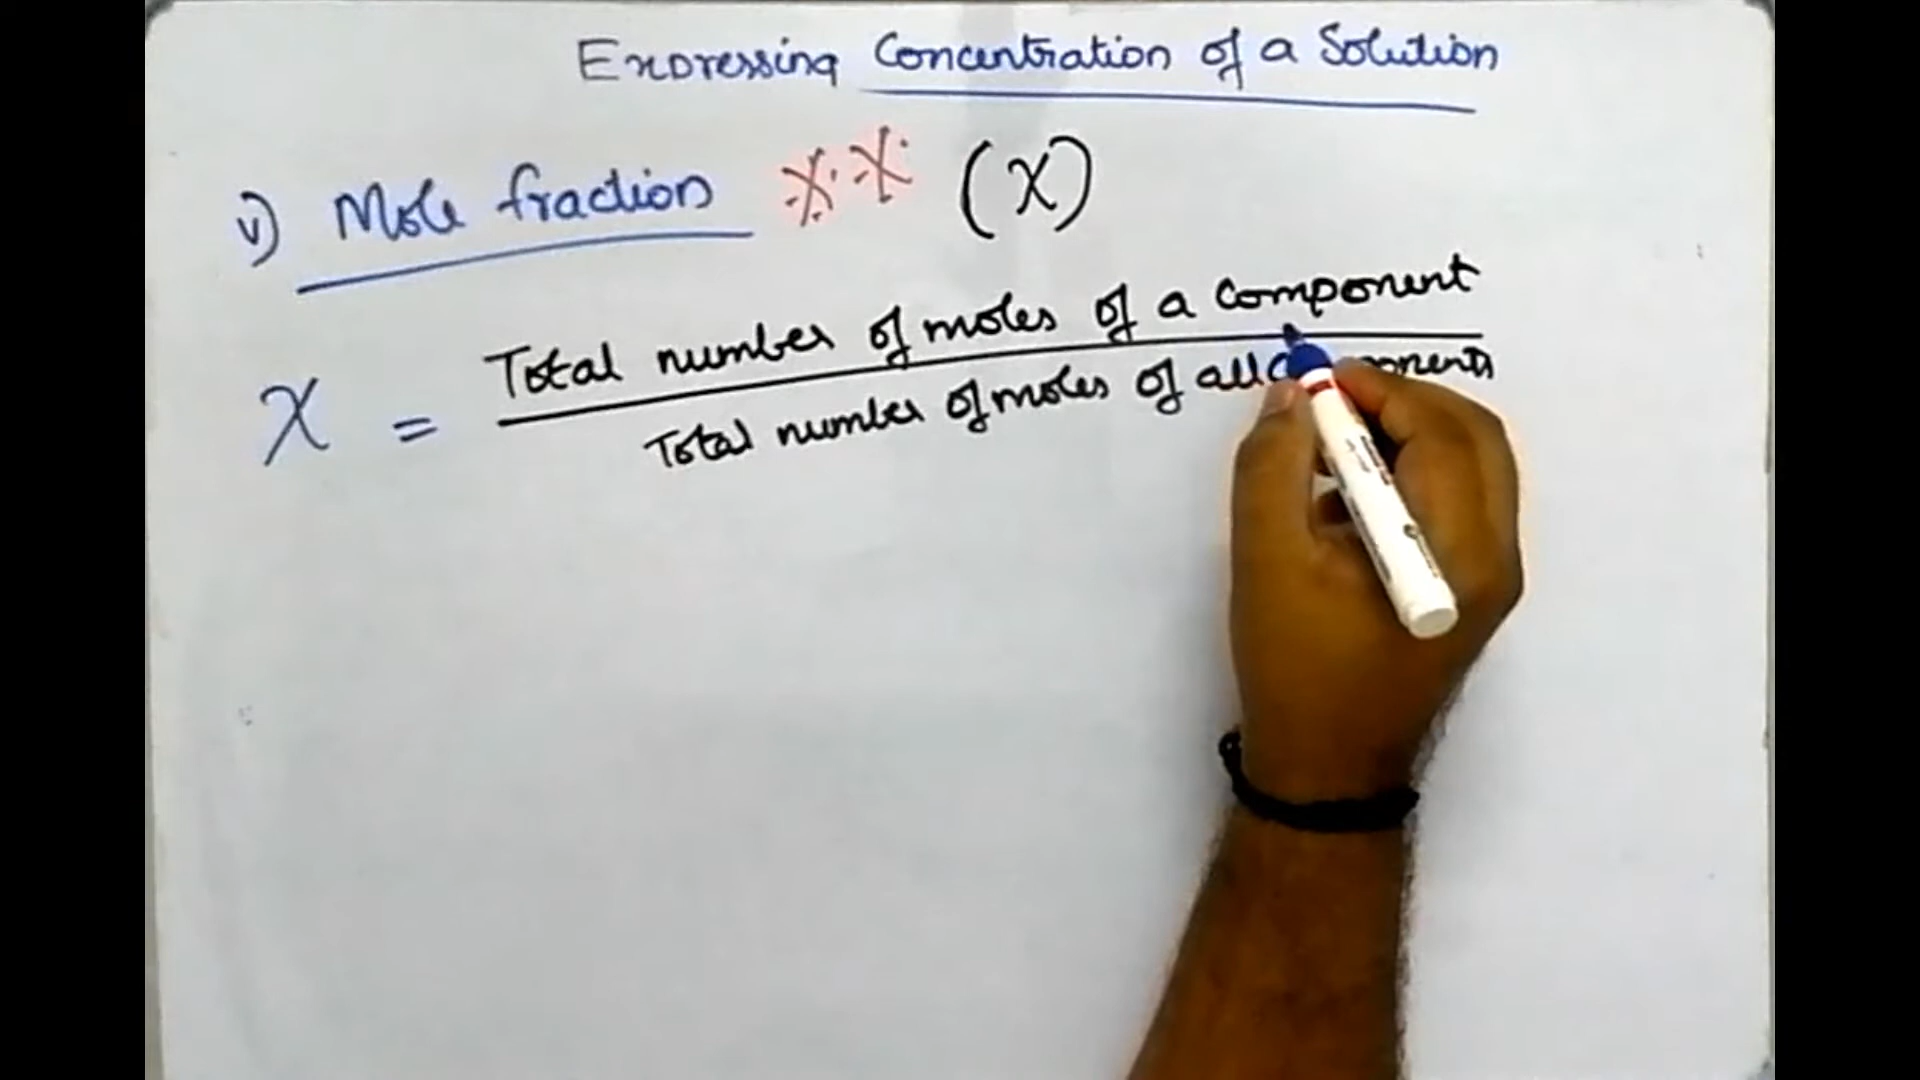 Expressing Concentration of a Solution
v) Mole fraction (x)
x = Total number of moles of a component
Total number of moles of all